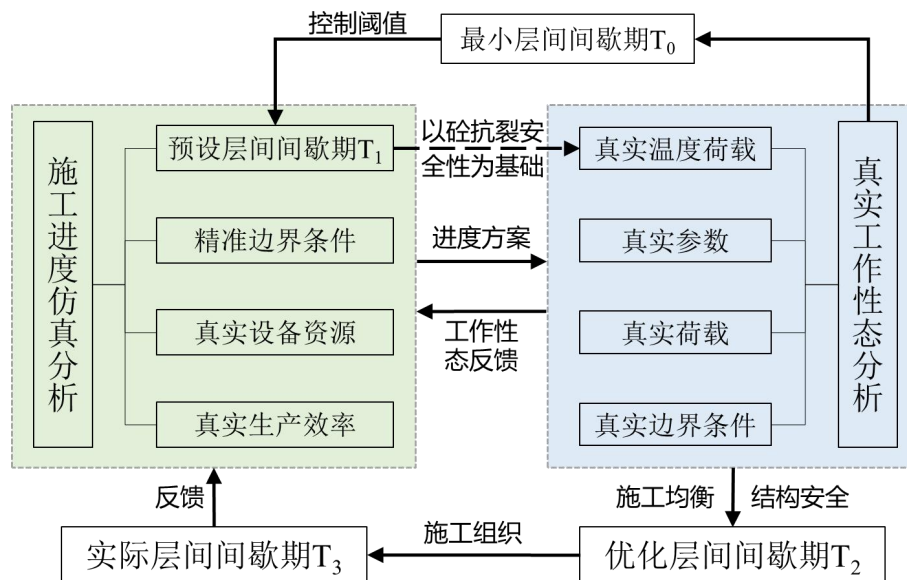 控制阈值
最小层间间歇期T₀
施工进度仿真分析
预设层间间歇期T₁
精准边界条件
真实设备资源
真实生产效率
以砼抗裂安
全性为基础
进度方案
工作性
态反馈
真实温度荷载
真实参数
真实荷载
真实边界条件
真实工作性态分析
反馈
施工均衡
结构安全
实际层间间歇期T₃
施工组织
优化层间间歇期T₂